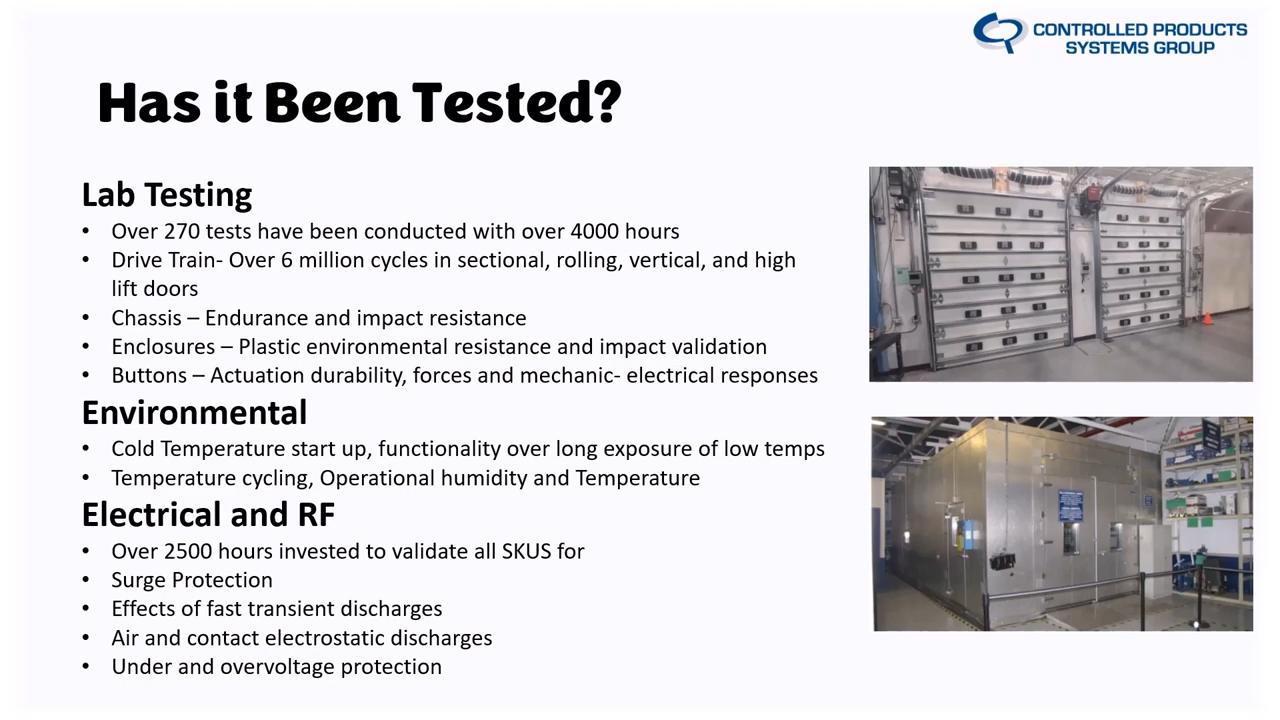 CONTROLLED PRODUCTS
SYSTEMS GROUP
Has it Been Tested?
Lab Testing
• Over 270 tests have been conducted with over 4000 hours
• Drive Train- Over 6 million cycles in sectional, rolling, vertical, and high
lift doors
• Chassis – Endurance and impact resistance
• Enclosures – Plastic environmental resistance and impact validation
• Buttons – Actuation durability, forces and mechanic- electrical responses
Environmental
• Cold Temperature start up, functionality over long exposure of low temps
• Temperature cycling, Operational humidity and Temperature
Electrical and RF
• Over 2500 hours invested to validate all SKUS for
• Surge Protection
• Effects of fast transient discharges
• Air and contact electrostatic discharges
• Under and overvoltage protection